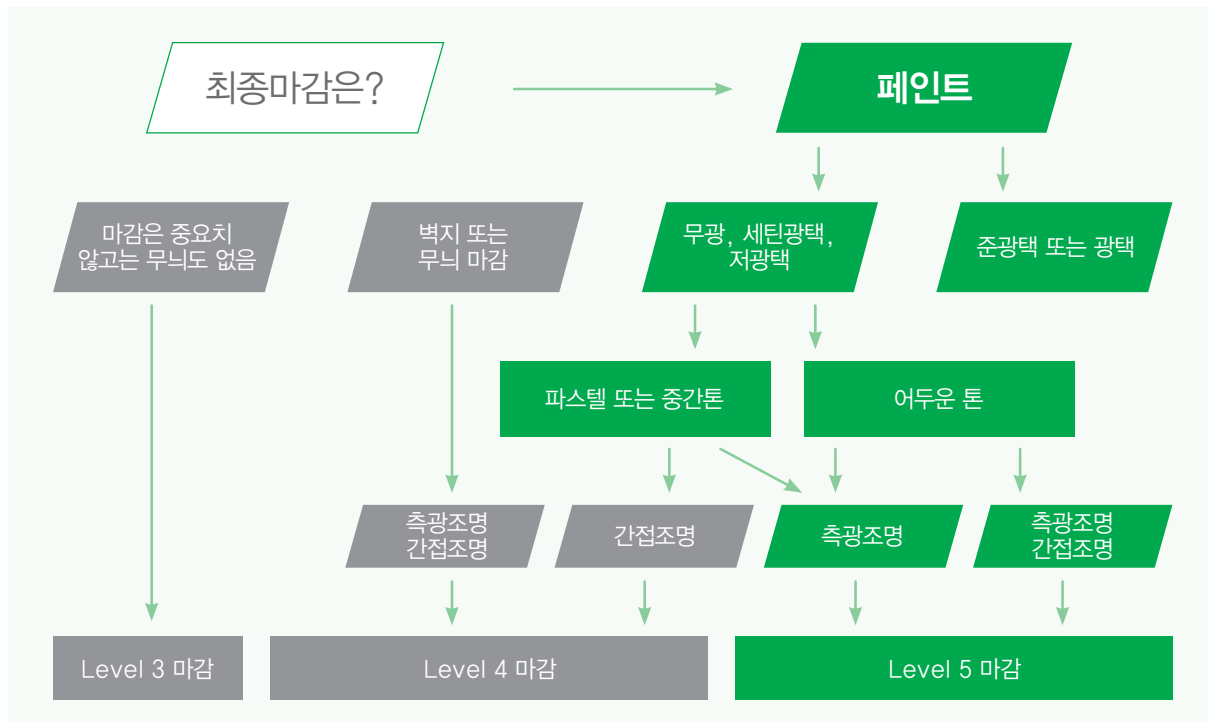 최종마감은?
페인트
마감은 중요치
않고는 무늬도 없음
벽지 또는
무늬 마감
무광, 세틴광택,
저광택
준광택 또는 광택
파스텔 또는 중간톤
어두운 톤
측광조명
간접조명
간접조명
측광조명
측광조명
간접조명
Level 3 마감
Level 4 마감
Level 5 마감